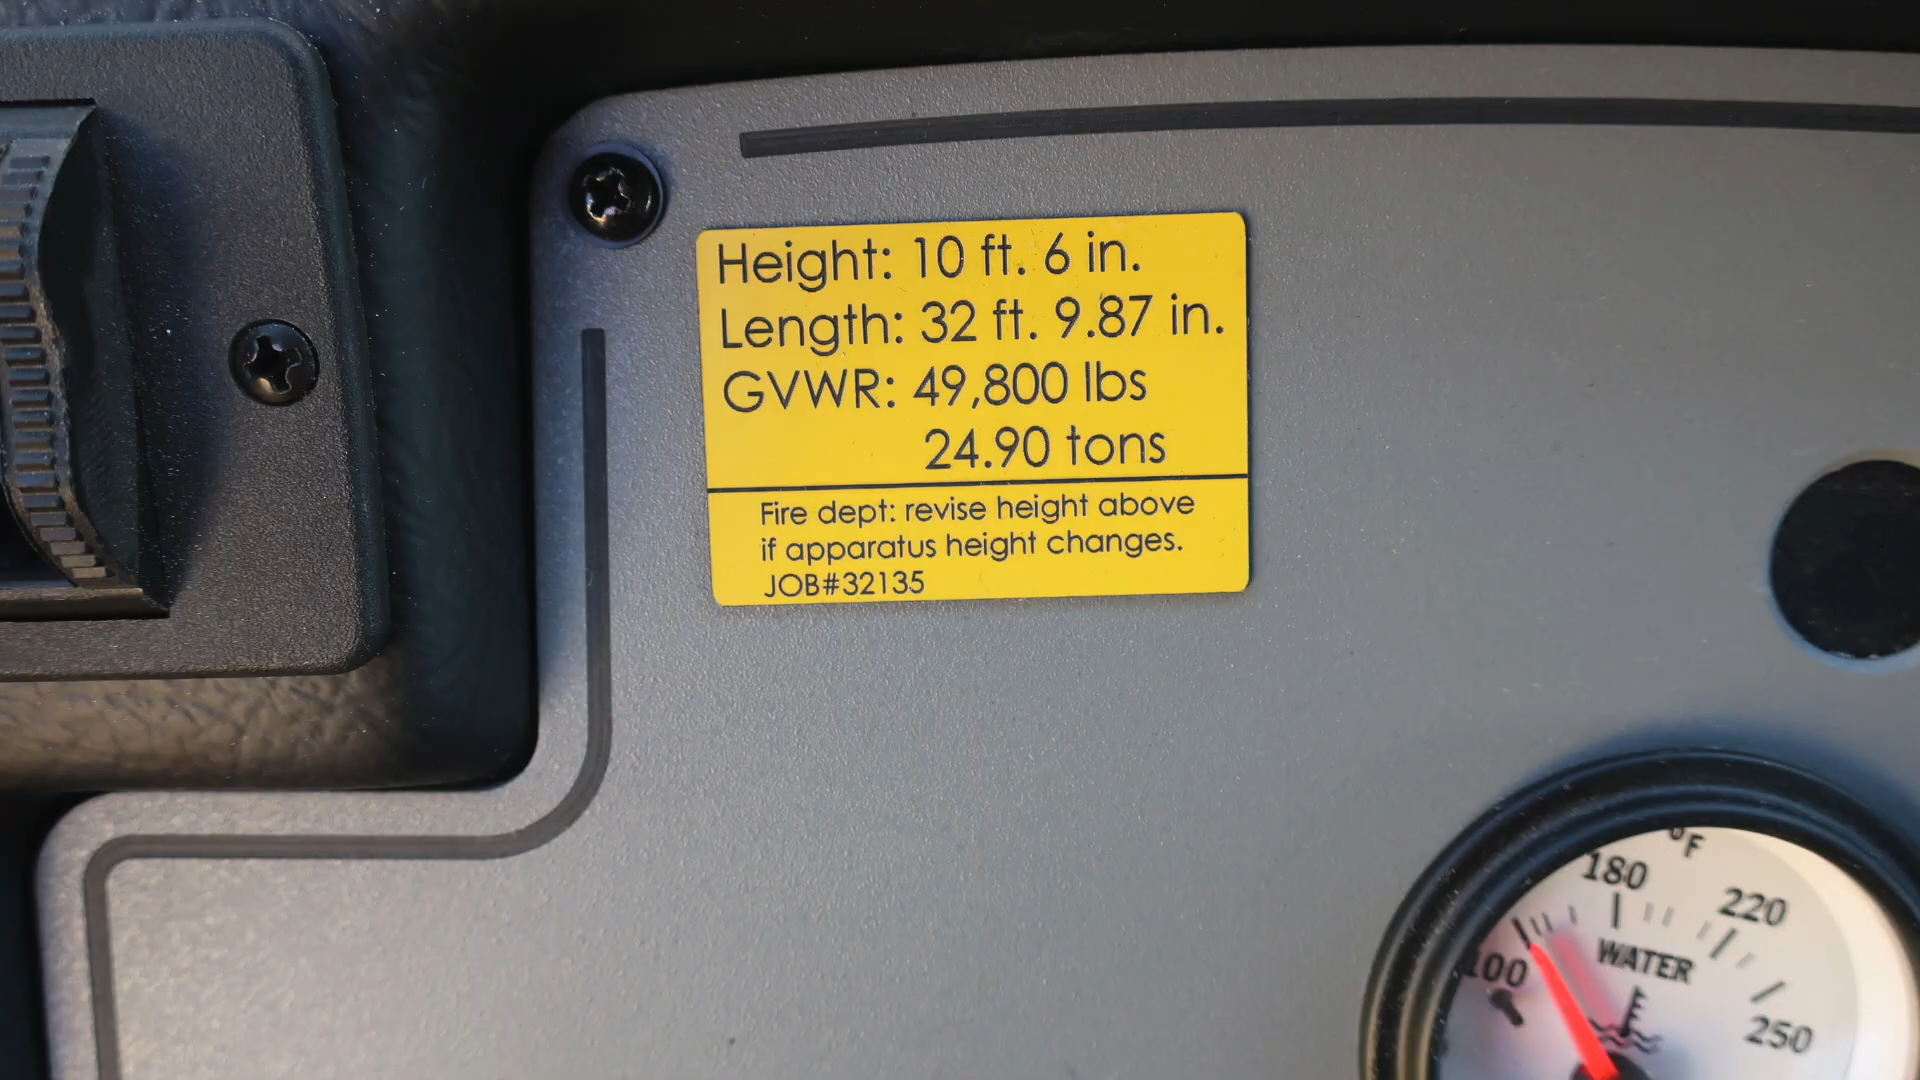 Height: 10 ft. 6 in.
Length: 32 ft. 9.87 in.
GVWR: 49,800 lbs
24.90 tons
Fire dept: revise height above
if apparatus height changes.
JOB#32135
°F
180
220
100
WATER
250